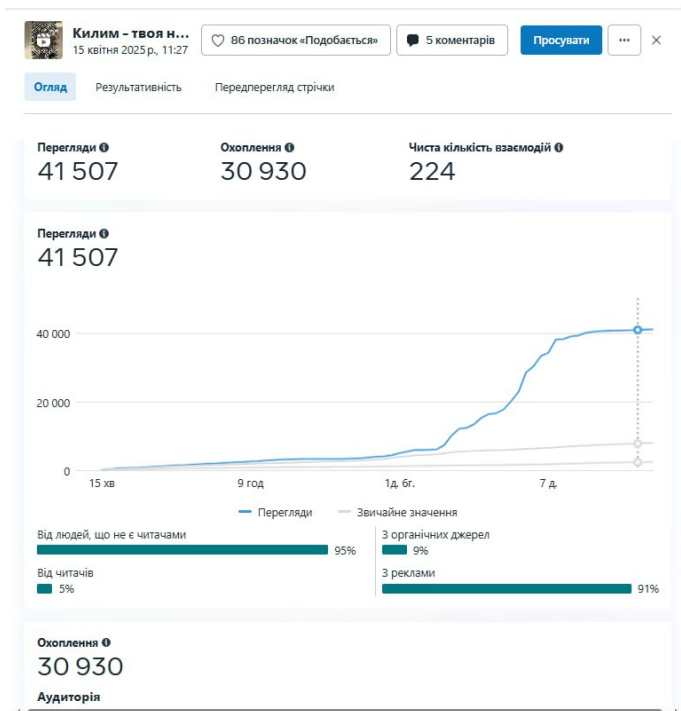 Килим – твоя н...
15 квітня 2025 р., 11:27
86 позначок «Подобається»
5 коментарів
Просувати
...
Огляд
Результативність
Передперегляд стрічки
Перегляди
Охоплення
Чиста кількість взаємодій
41 507
30 930
224
Перегляди
41 507
40 000
20 000
0
15 хв
9 год
1д. 6г.
7 д.
Перегляди
Звичайне значення
Від людей, що не є читачами
95%
З органічних джерел
9%
Від читачів
5%
З реклами
91%
Охоплення
30 930
Аудиторія